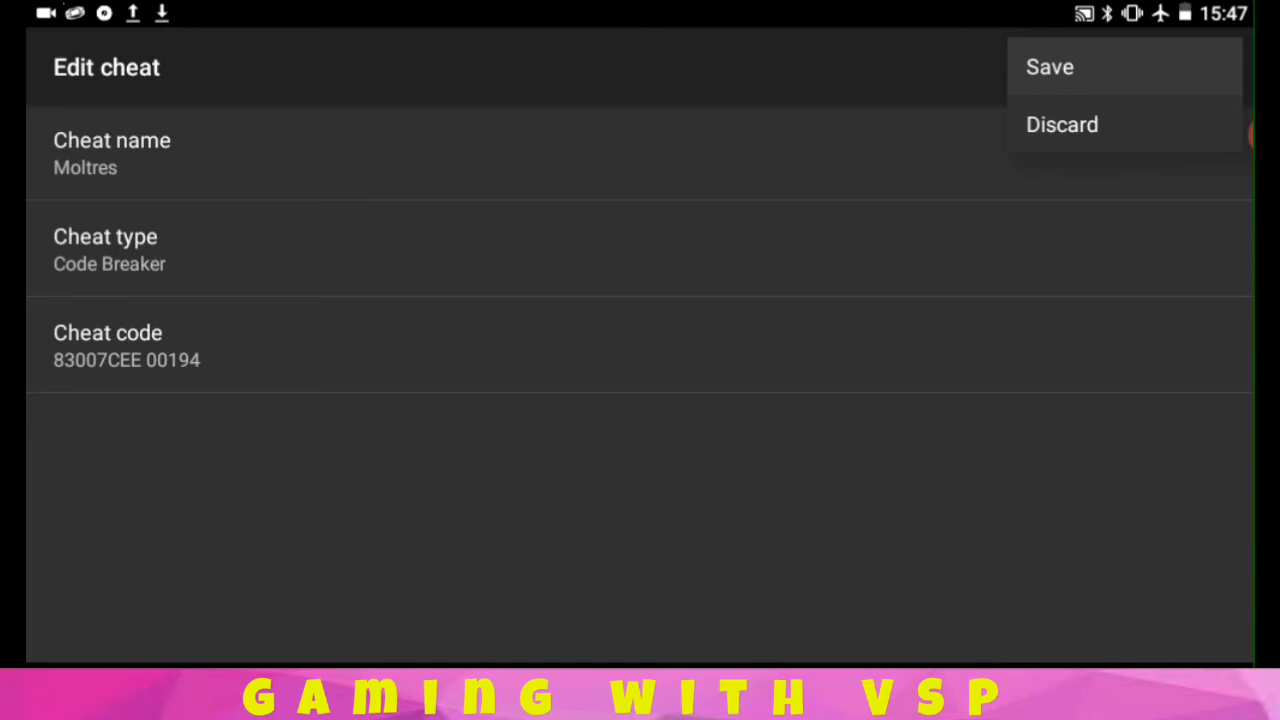 15:47
Edit cheat
Save
Discard
Cheat name
Moltres
Cheat type
Code Breaker
Cheat code
83007CEE 00194
GAMING WITH VSP